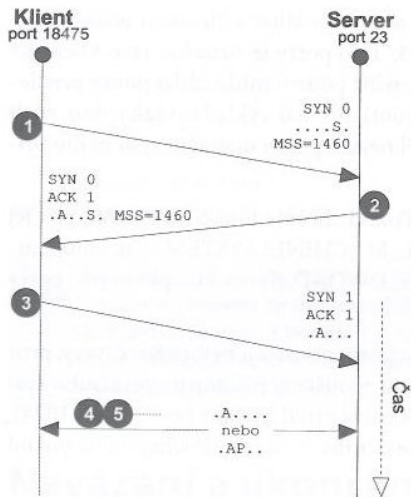 Klient
port 18475
Server
port 23
SYN 0
....S.
MSS=1460
1
SYN 0
ACK 1
.A..S. MSS=1460
2
3
SYN 1
ACK 1
.A...
4 5
.A....
nebo
.AP..
Čas